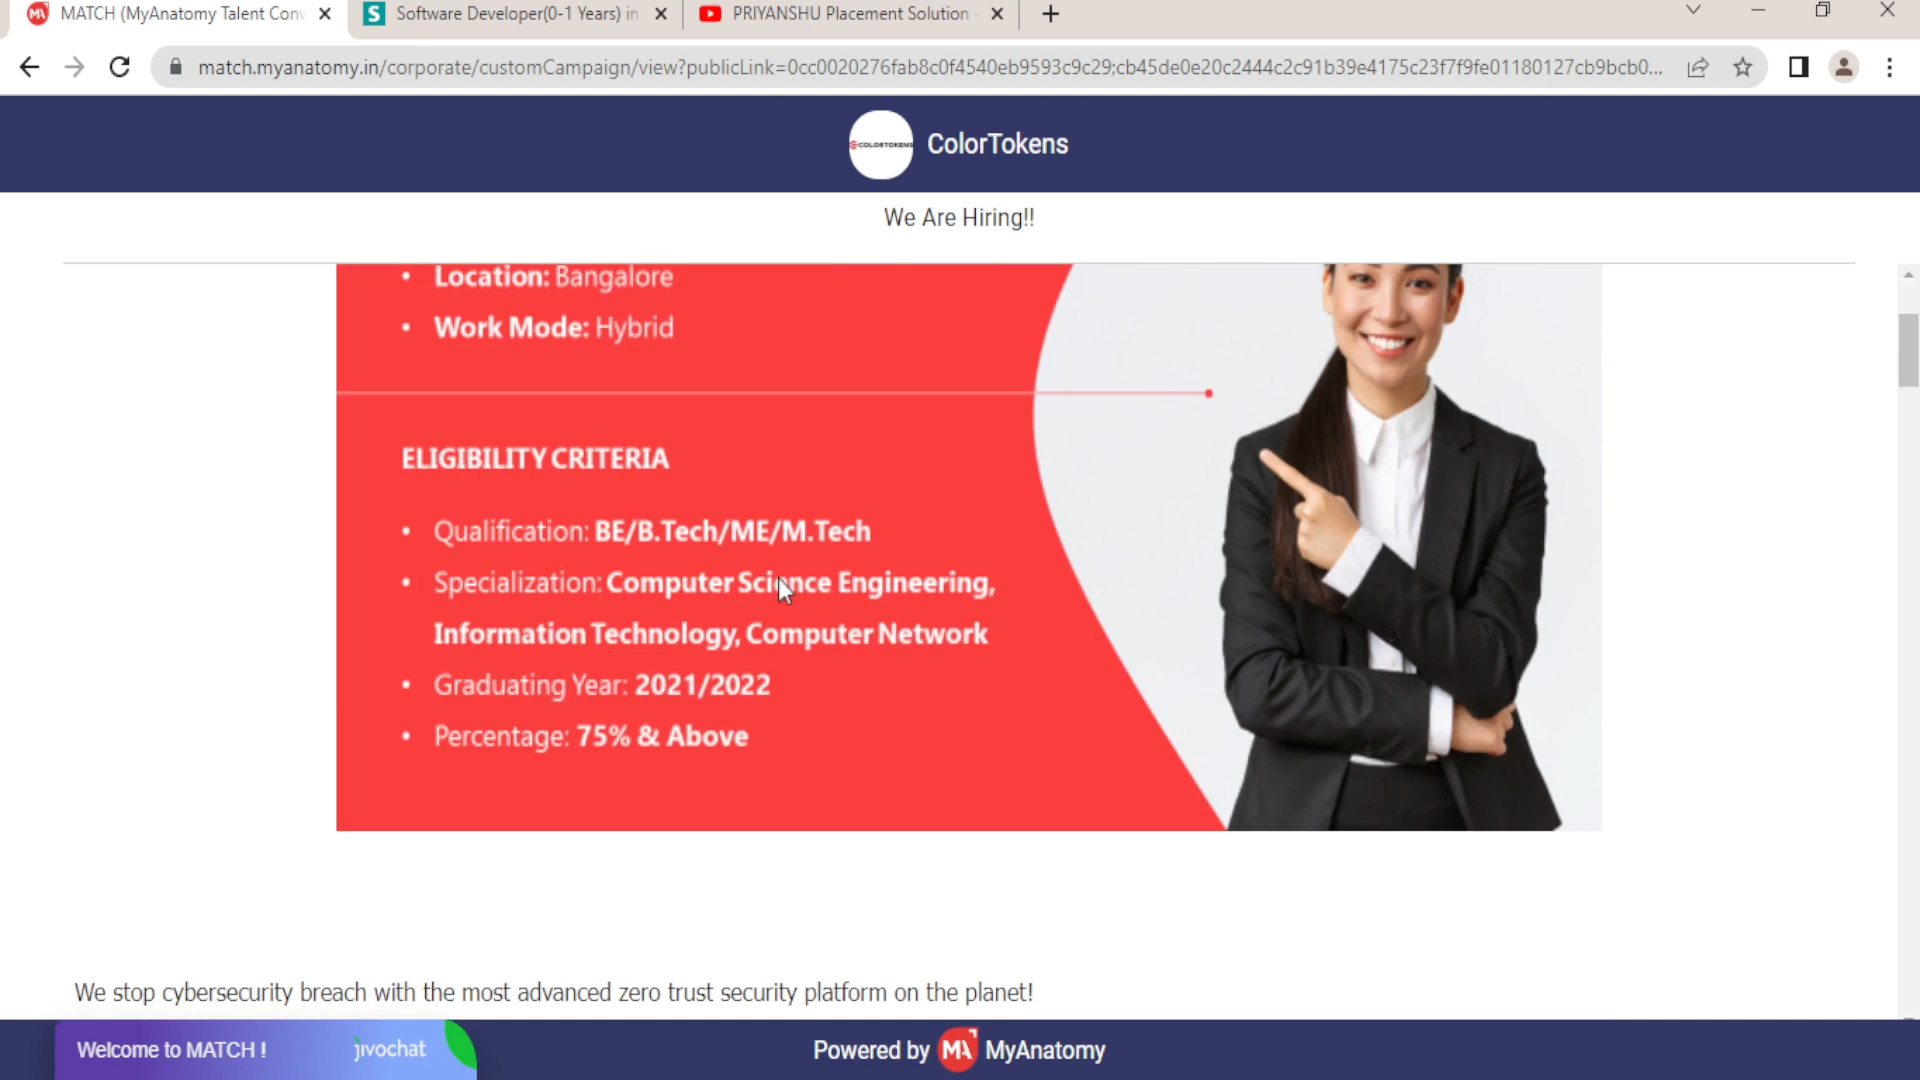 MATCH (MyAnatomy Talent Conv
Software Developer(0-1 Years) in
PRIYANSHU Placement Solution -
match.myanatomy.in/corporate/customCampaign/view?publicLink=0cc0020276fab8c0f4540eb9593c9c29;cb45de0e20c2444c2c91b39e4175c23f7f9fe01180127cb9bcb0...
COLORTOKENS
ColorTokens
We Are Hiring!!
• Location: Bangalore
• Work Mode: Hybrid
ELIGIBILITY CRITERIA
• Qualification: BE/B.Tech/ME/M.Tech
• Specialization: Computer Science Engineering,
Information Technology, Computer Network
• Graduating Year: 2021/2022
• Percentage: 75% & Above
We stop cybersecurity breach with the most advanced zero trust security platform on the planet!
Welcome to MATCH !
jivochat
Powered by MA MyAnatomy